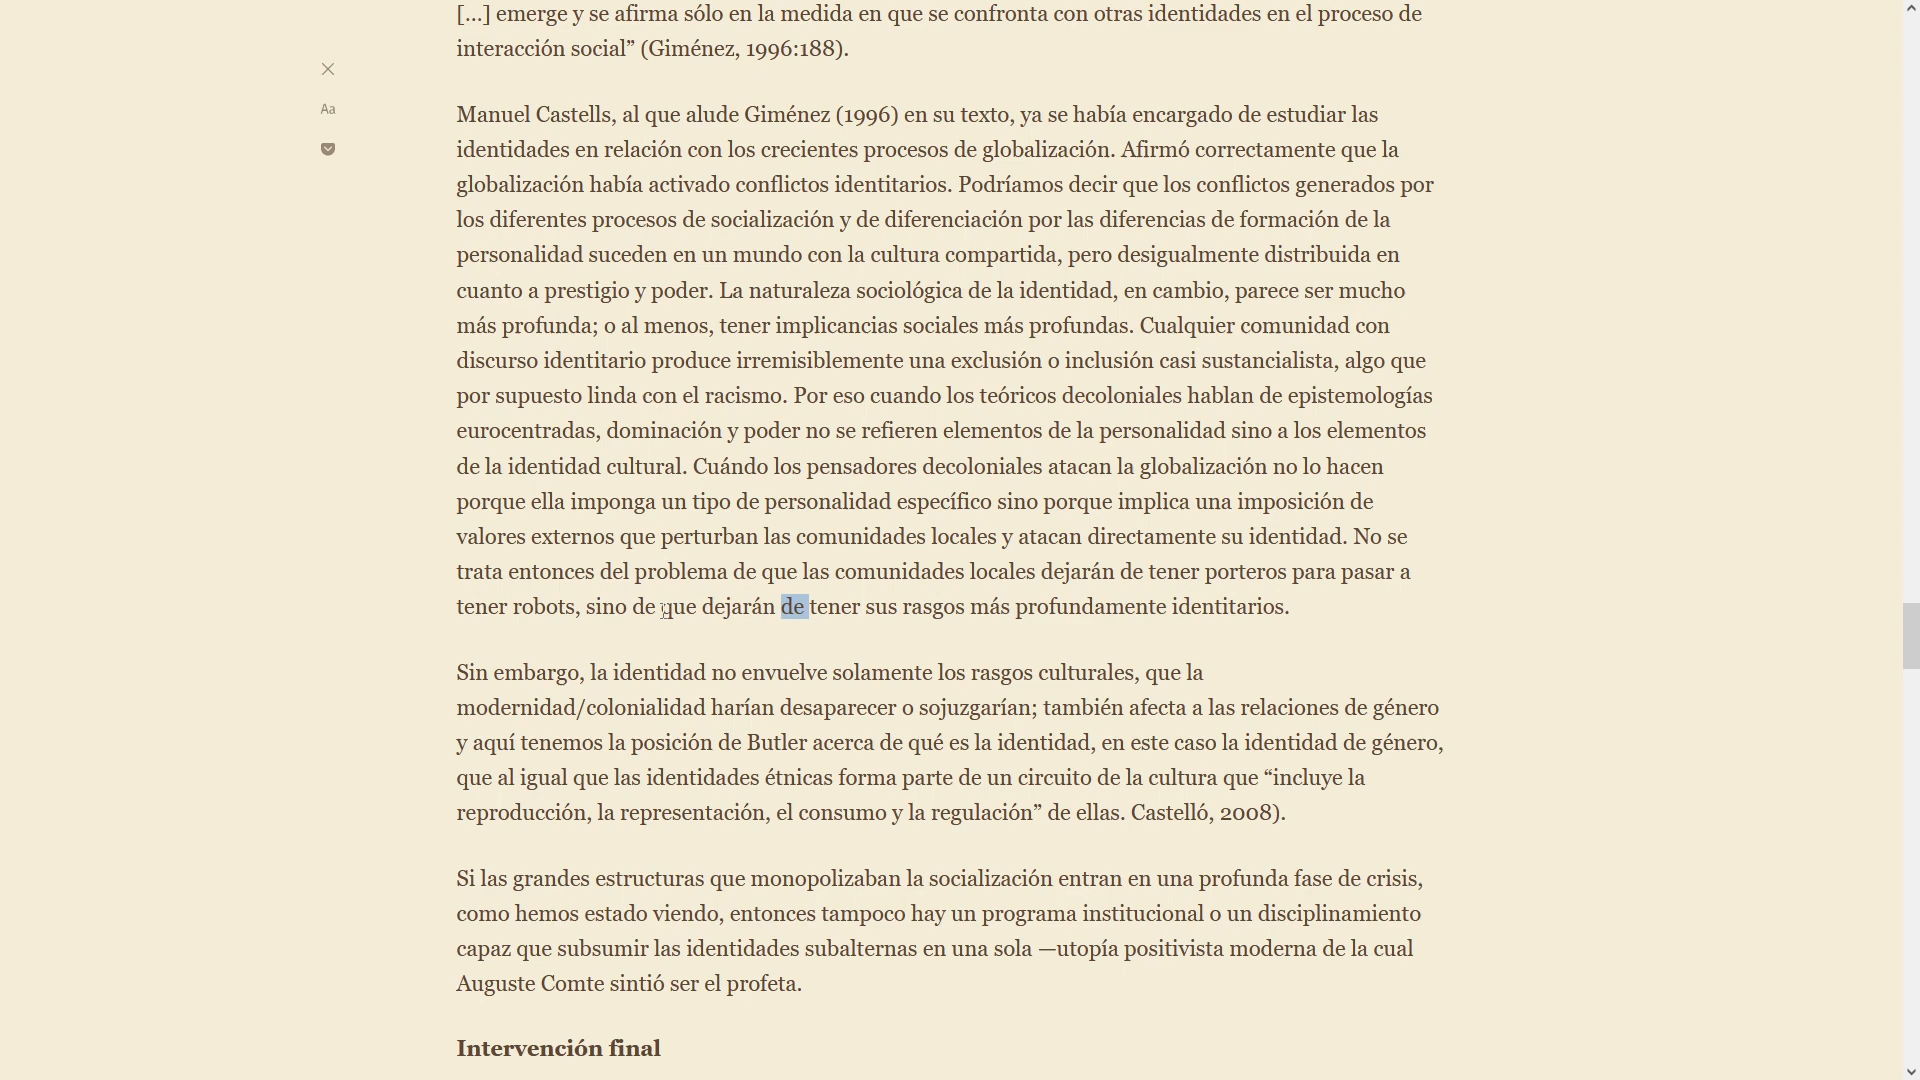 […] emerge y se afirma sólo en la medida en que se confronta con otras identidades en el proceso de
interacción social” (Giménez, 1996:188).
Aa
Manuel Castells, al que alude Giménez (1996) en su texto, ya se había encargado de estudiar las
identidades en relación con los crecientes procesos de globalización. Afirmó correctamente que la
globalización había activado conflictos identitarios. Podríamos decir que los conflictos generados por
los diferentes procesos de socialización y de diferenciación por las diferencias de formación de la
personalidad suceden en un mundo con la cultura compartida, pero desigualmente distribuida en
cuanto a prestigio y poder. La naturaleza sociológica de la identidad, en cambio, parece ser mucho
más profunda; o al menos, tener implicancias sociales más profundas. Cualquier comunidad con
discurso identitario produce irremisiblemente una exclusión o inclusión casi sustancialista, algo que
por supuesto linda con el racismo. Por eso cuando los teóricos decoloniales hablan de epistemologías
eurocentradas, dominación y poder no se refieren elementos de la personalidad sino a los elementos
de la identidad cultural. Cuándo los pensadores decoloniales atacan la globalización no lo hacen
porque ella imponga un tipo de personalidad específico sino porque implica una imposición de
valores externos que perturban las comunidades locales y atacan directamente su identidad. No se
trata entonces del problema de que las comunidades locales dejarán de tener porteros para pasar a
tener robots, sino de que dejarán de tener sus rasgos más profundamente identitarios.
Sin embargo, la identidad no envuelve solamente los rasgos culturales, que la
modernidad/colonialidad harían desaparecer o sojuzgarían; también afecta a las relaciones de género
y aquí tenemos la posición de Butler acerca de qué es la identidad, en este caso la identidad de género,
que al igual que las identidades étnicas forma parte de un circuito de la cultura que “incluye la
reproducción, la representación, el consumo y la regulación” de ellas. Castelló, 2008).
Si las grandes estructuras que monopolizaban la socialización entran en una profunda fase de crisis,
como hemos estado viendo, entonces tampoco hay un programa institucional o un disciplinamiento
capaz que subsumir las identidades subalternas en una sola —utopía positivista moderna de la cual
Auguste Comte sintió ser el profeta.
Intervención final